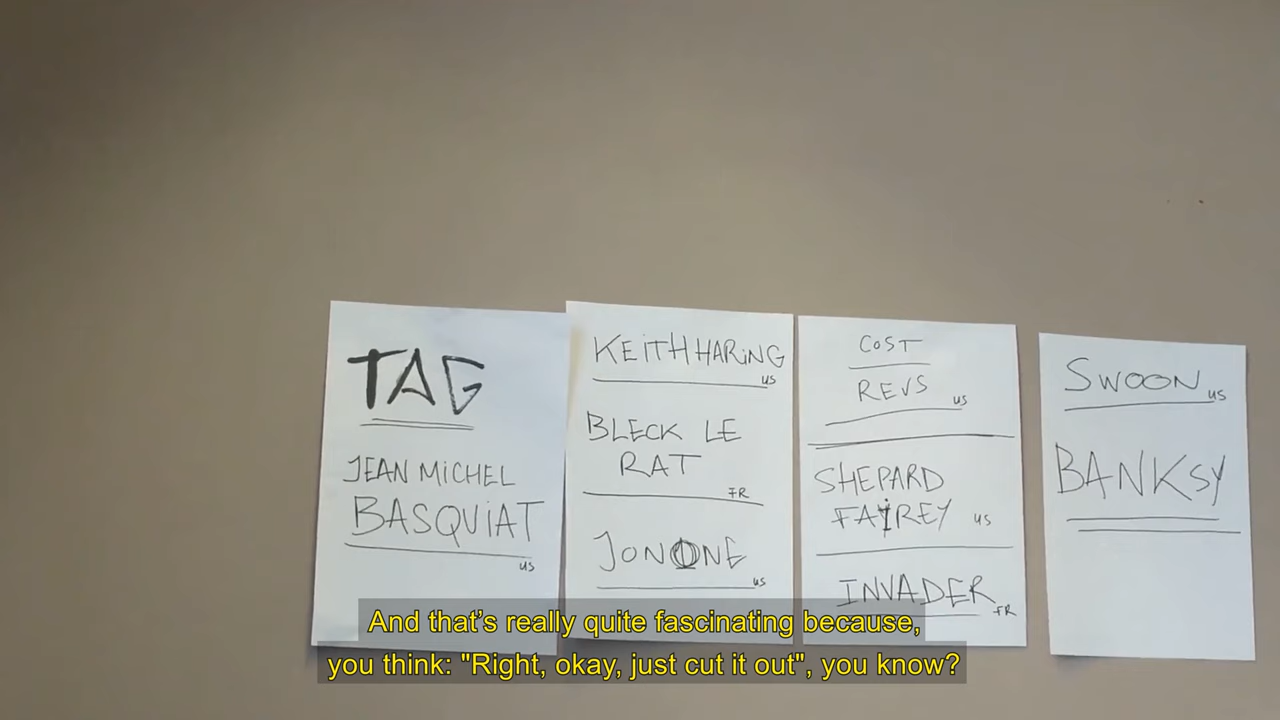 TAG
JEAN MICHEL
BASQUIAT
US
KEITH HARING
US
BLECK LE
RAT
FR
JONONE
US
COST
REVS
US
SHEPARD
FAIREY US
INVADER
FR
SWOON
US
BANKSY
And that's really quite fascinating because,
you think: "Right, okay, just cut it out", you know?